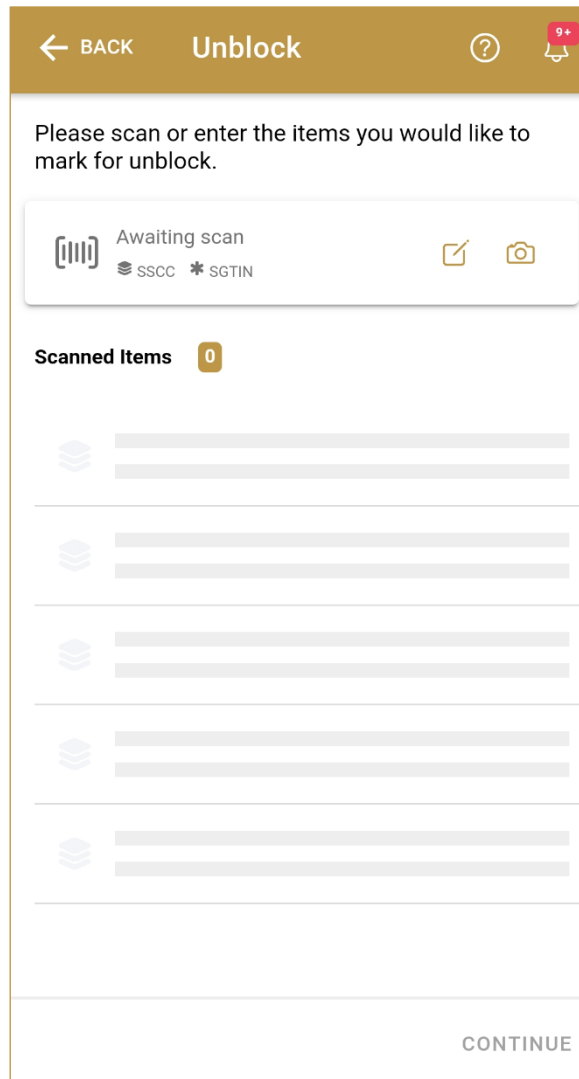 BACK Unblock 9+
Please scan or enter the items you would like to
mark for unblock.
Awaiting scan
SSCC SGTIN
Scanned Items 0
CONTINUE